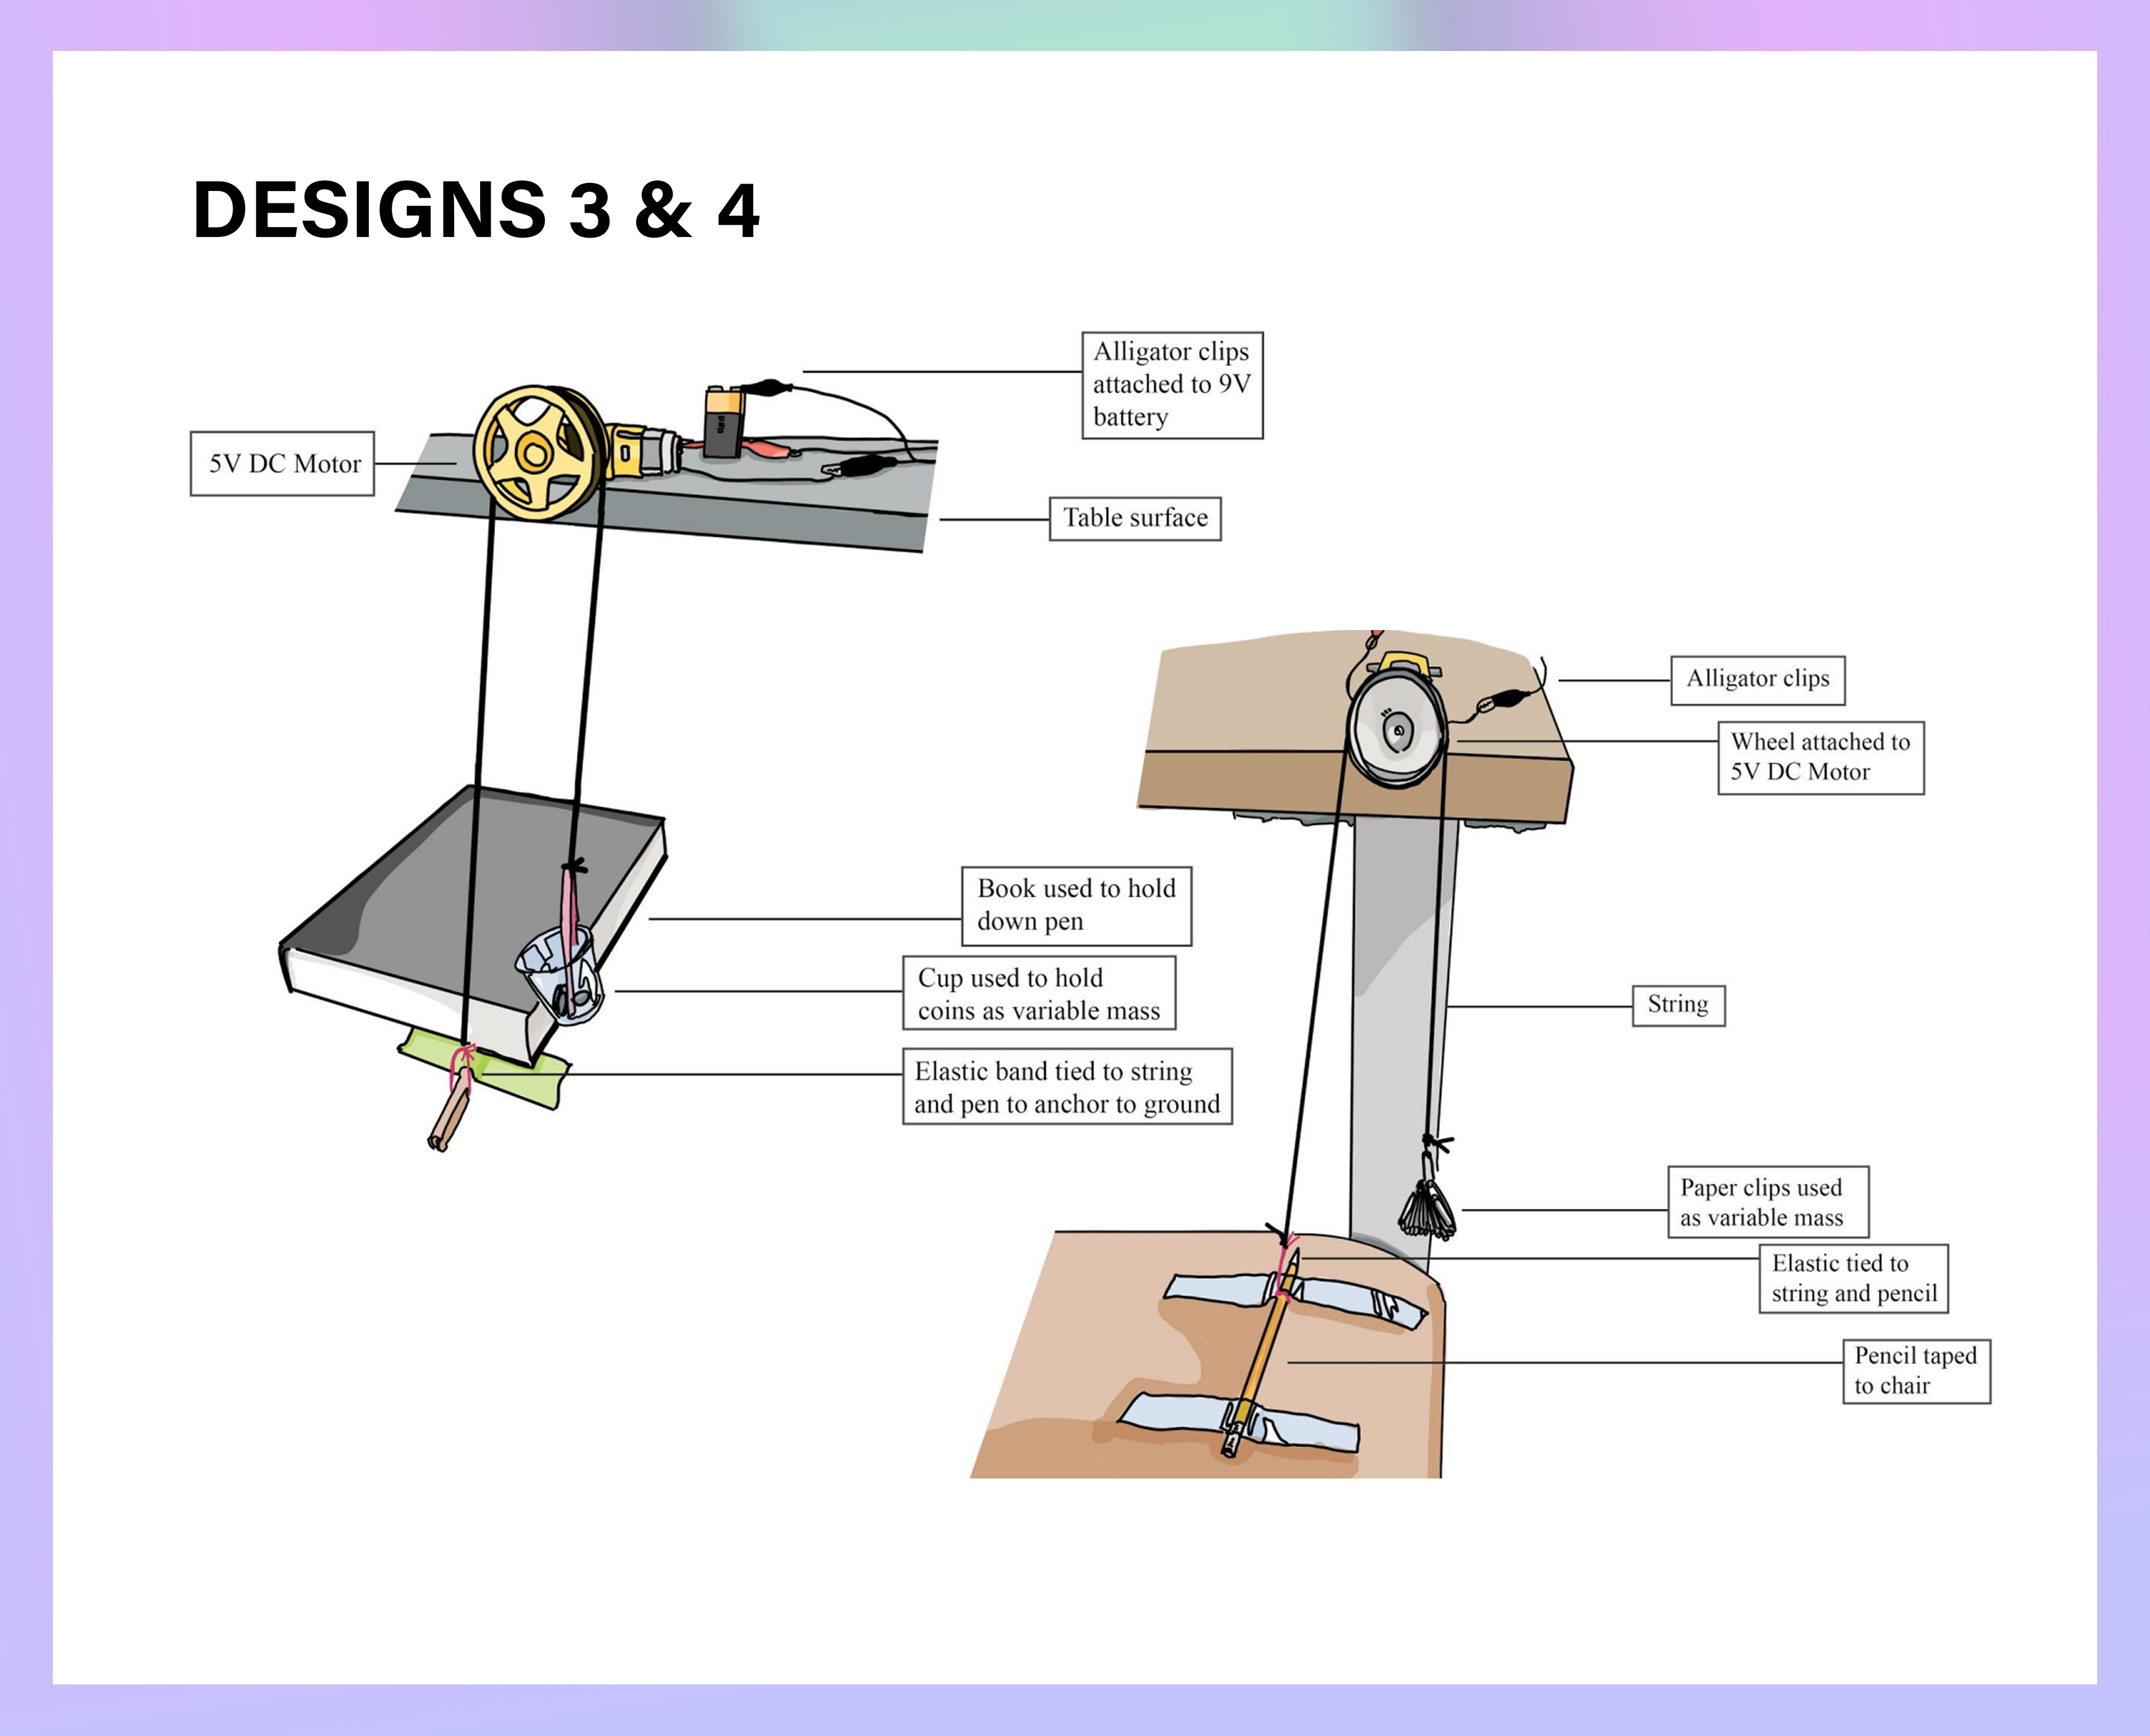 DESIGNS 3 & 4
Alligator clips
attached to 9V
battery
5V DC Motor
Table surface
Alligator clips
Wheel attached to
5V DC Motor
Book used to hold
down pen
Cup used to hold
coins as variable mass
String
Elastic band tied to string
and pen to anchor to ground
Paper clips used
as variable mass
Elastic tied to
string and pencil
Pencil taped
to chair